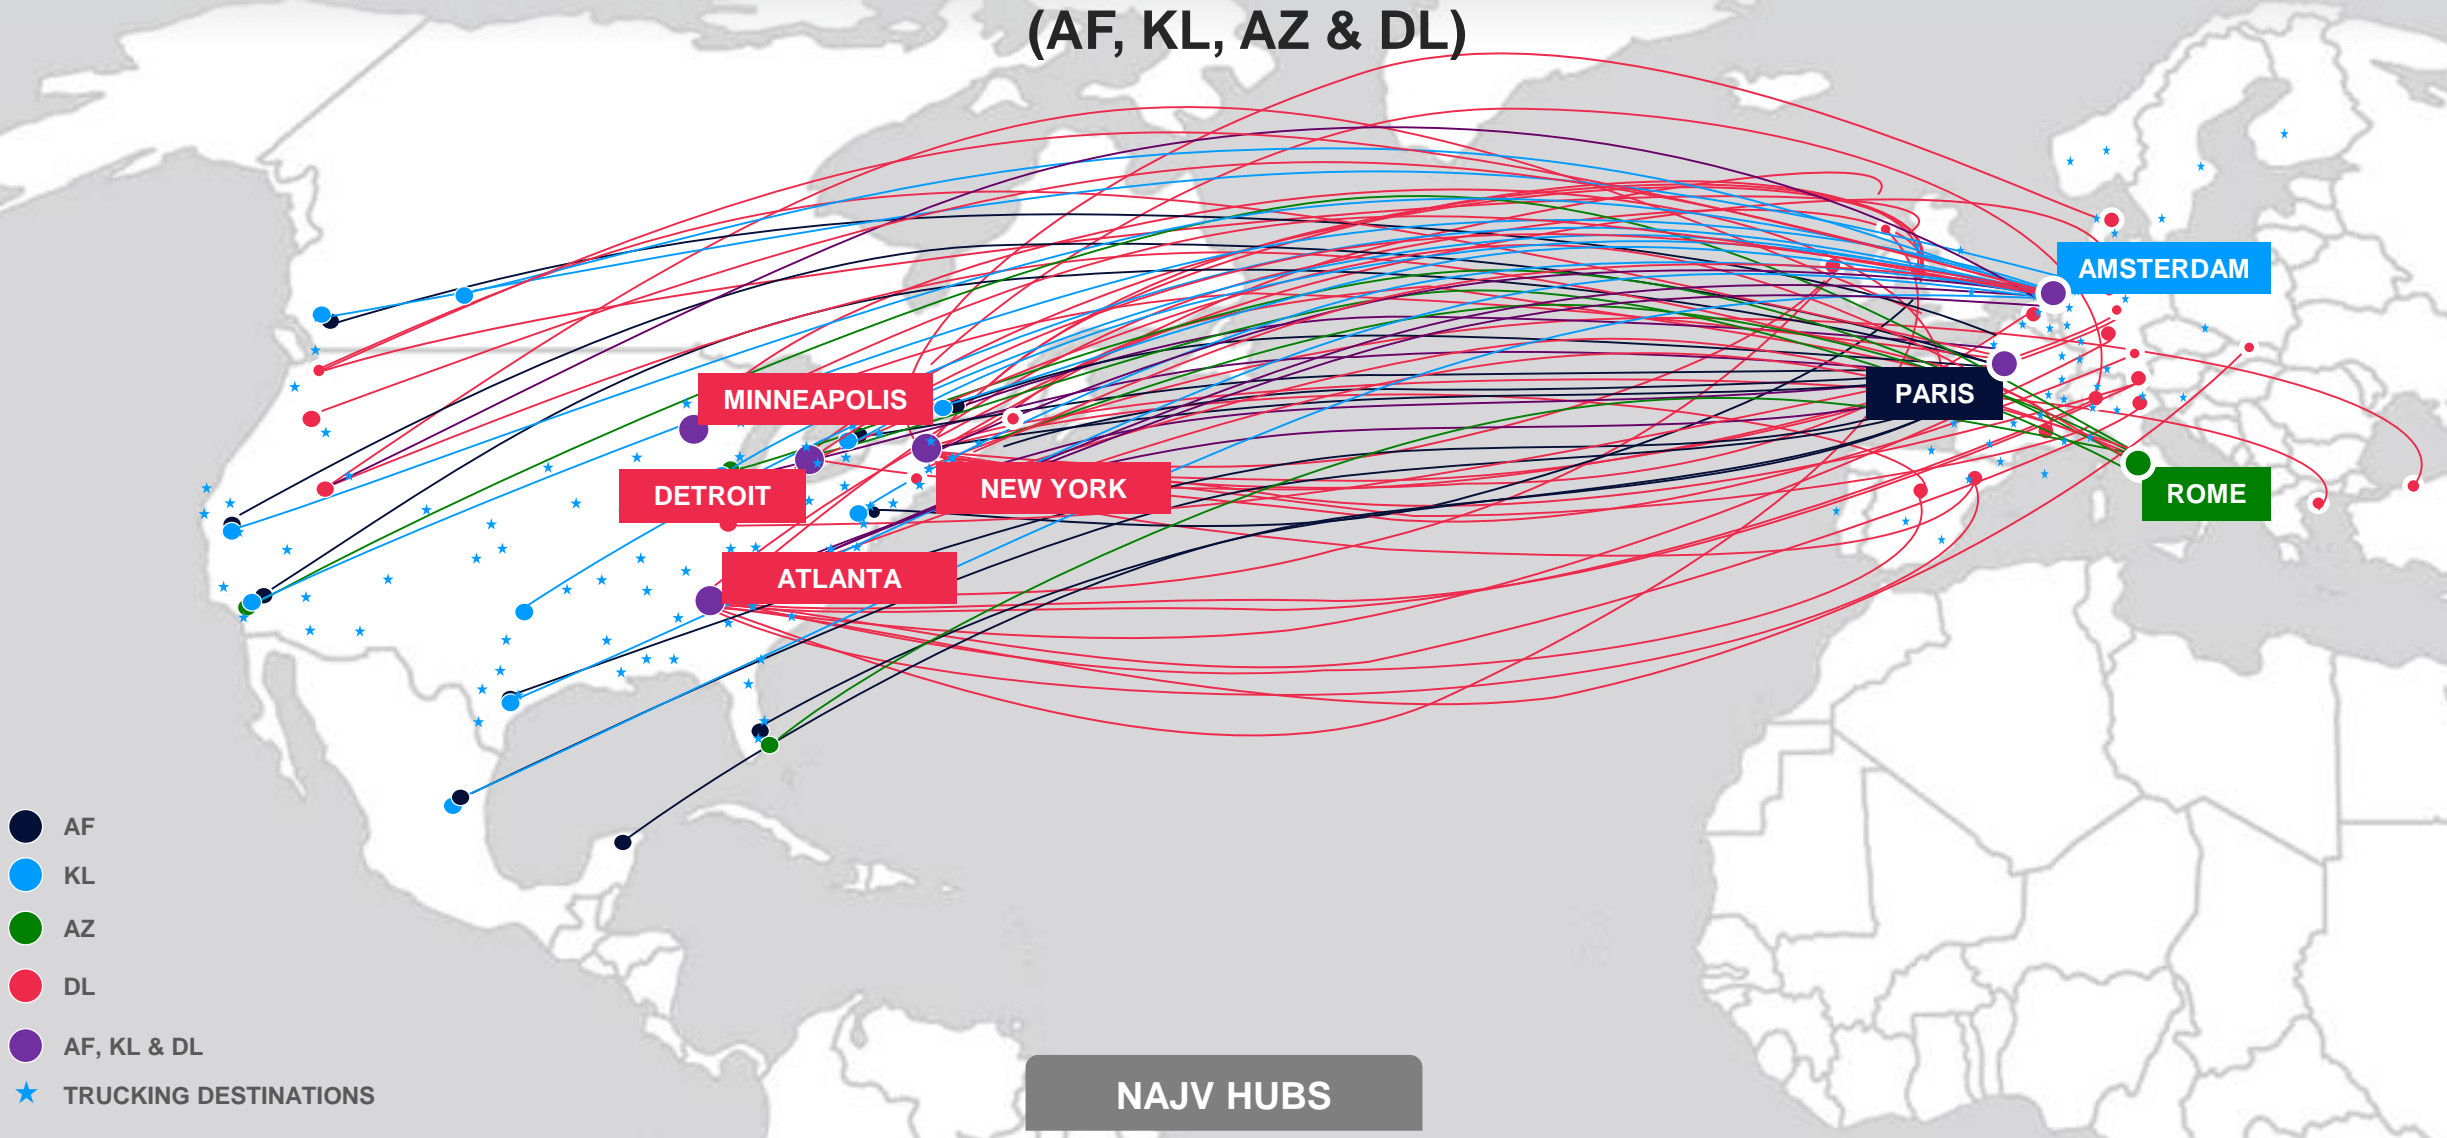 (AF, KL, AZ & DL)
AMSTERDAM
PARIS
MINNEAPOLIS
DETROIT
NEW YORK
ROME
ATLANTA
AF
KL
AZ
DL
AF, KL & DL
TRUCKING DESTINATIONS
NAJV HUBS